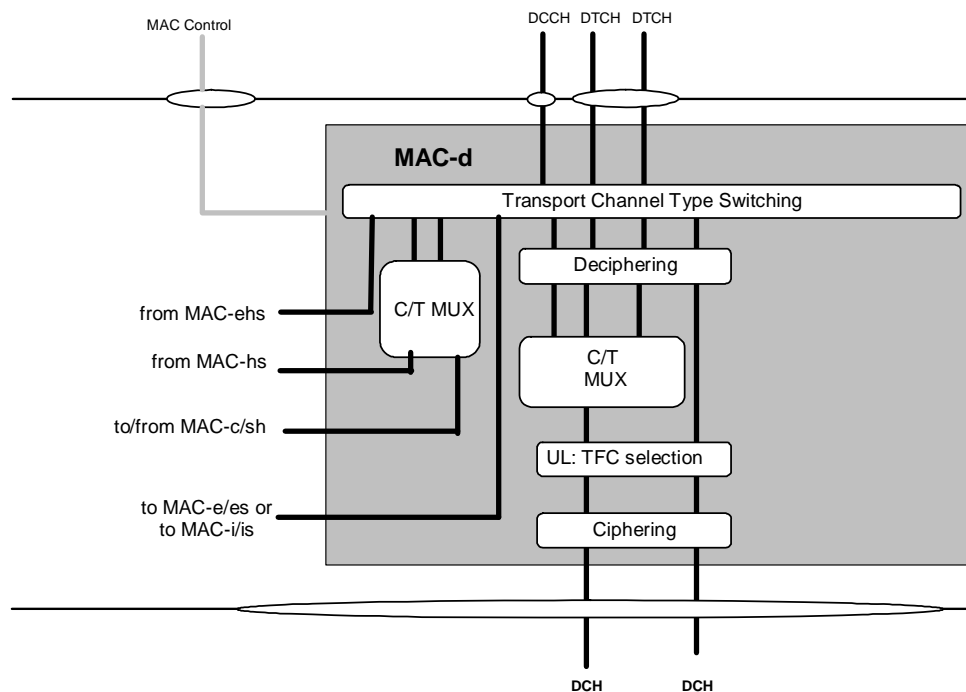 MAC Control
DCCH DTCH DTCH
MAC-d
Transport Channel Type Switching
Deciphering
C/T MUX
from MAC-ehs
from MAC-hs
C/T
MUX
to/from MAC-c/sh
UL: TFC selection
to MAC-e/es or
to MAC-i/is
Ciphering
DCH DCH